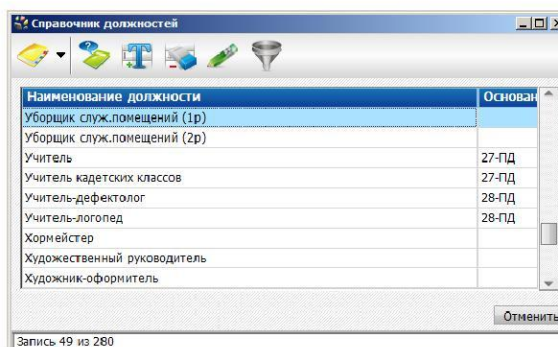 Справочник должностей
Наименование должности Основан
Уборщик служ.помещений (1р)
Уборщик служ.помещений (2р)
Учитель 27-ПД
Учитель кадетских классов 27-ПД
Учитель-дефектолог 28-ПД
Учитель-логопед 28-ПД
Хормейстер
Художественный руководитель
Художник-оформитель
Отменить
Запись 49 из 280